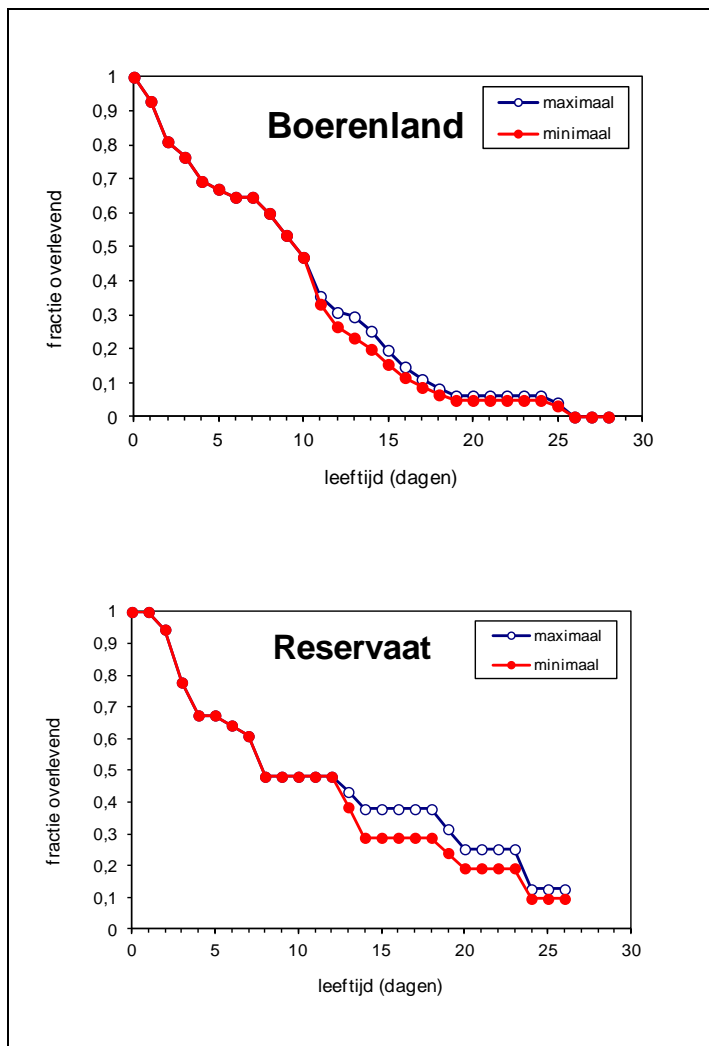 Boerenland
maximaal
minimaal
fractie overlevend
1
0,9
0,8
0,7
0,6
0,5
0,4
0,3
0,2
0,1
0
0 5 10 15 20 25 30
leeftijd (dagen)
Reservaat
maximaal
minimaal
fractie overlevend
1
0,9
0,8
0,7
0,6
0,5
0,4
0,3
0,2
0,1
0
0 5 10 15 20 25 30
leeftijd (dagen)